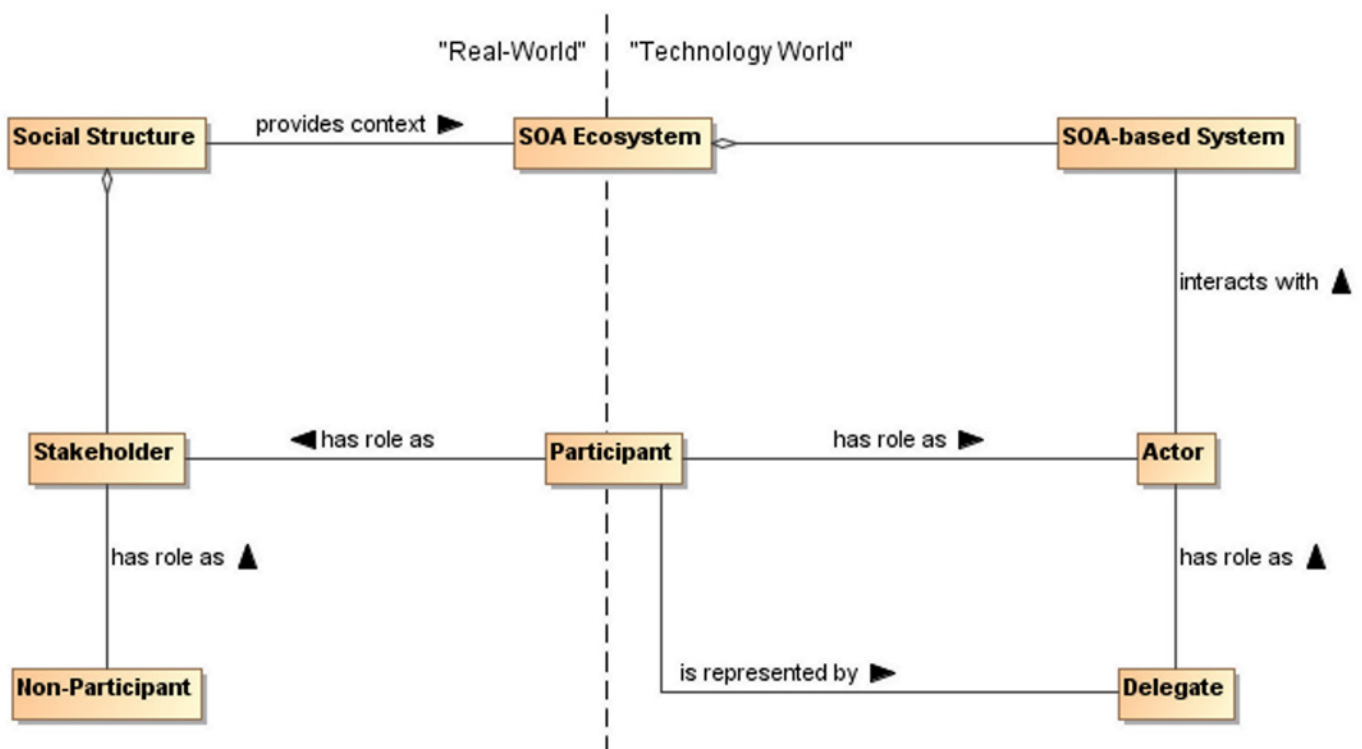 "Real-World"
"Technology World"
Social Structure
provides context
SOA Ecosystem
SOA-based System
interacts with
Stakeholder
has role as
Participant
has role as
Actor
has role as
has role as
Non-Participant
is represented by
Delegate